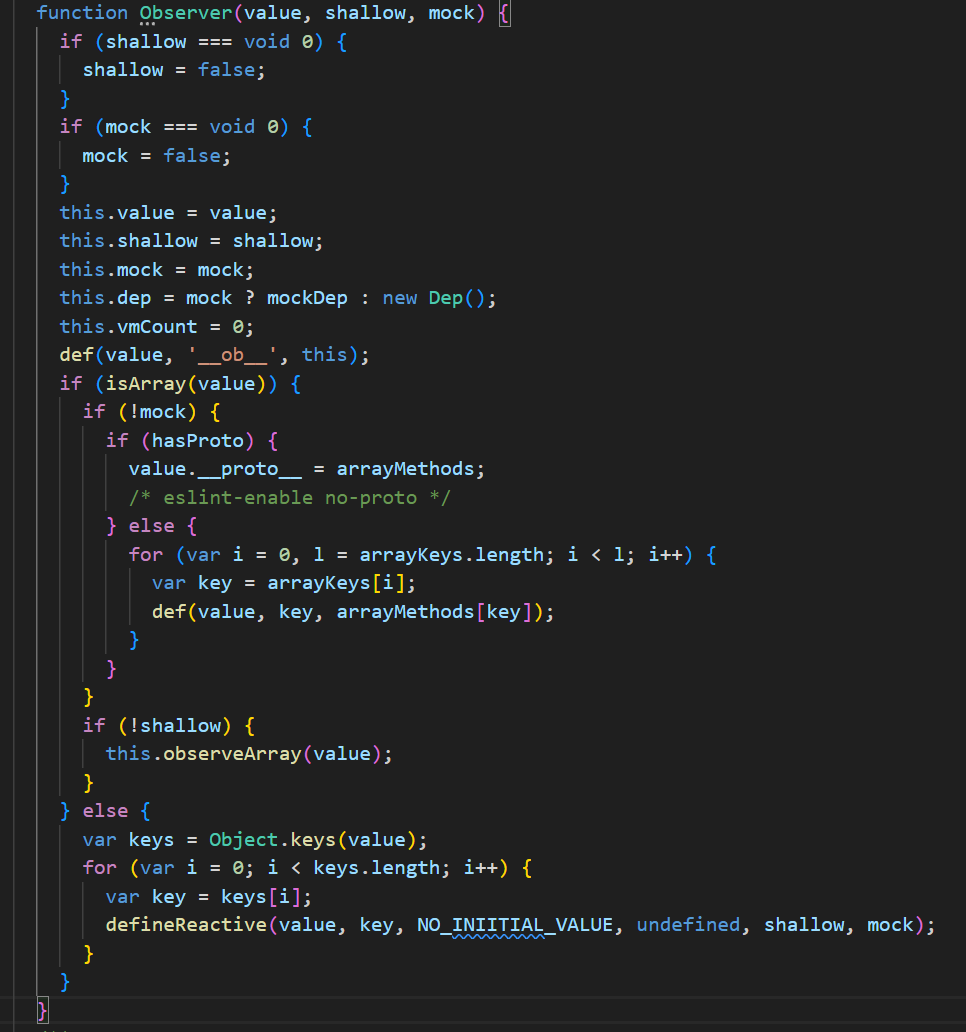 function Observer(value, shallow, mock) {
  if (shallow === void 0) {
    shallow = false;
  }
  if (mock === void 0) {
    mock = false;
  }
  this.value = value;
  this.shallow = shallow;
  this.mock = mock;
  this.dep = mock ? mockDep : new Dep();
  this.vmCount = 0;
  def(value, '__ob__', this);
  if (isArray(value)) {
    if (!mock) {
      if (hasProto) {
        value.__proto__ = arrayMethods;
        /* eslint-enable no-proto */
      } else {
        for (var i = 0, l = arrayKeys.length; i < l; i++) {
          var key = arrayKeys[i];
          def(value, key, arrayMethods[key]);
        }
      }
    }
    if (!shallow) {
      this.observeArray(value);
    }
  } else {
    var keys = Object.keys(value);
    for (var i = 0; i < keys.length; i++) {
      var key = keys[i];
      defineReactive(value, key, NO_INIITIAL_VALUE, undefined, shallow, mock);
    }
  }
}